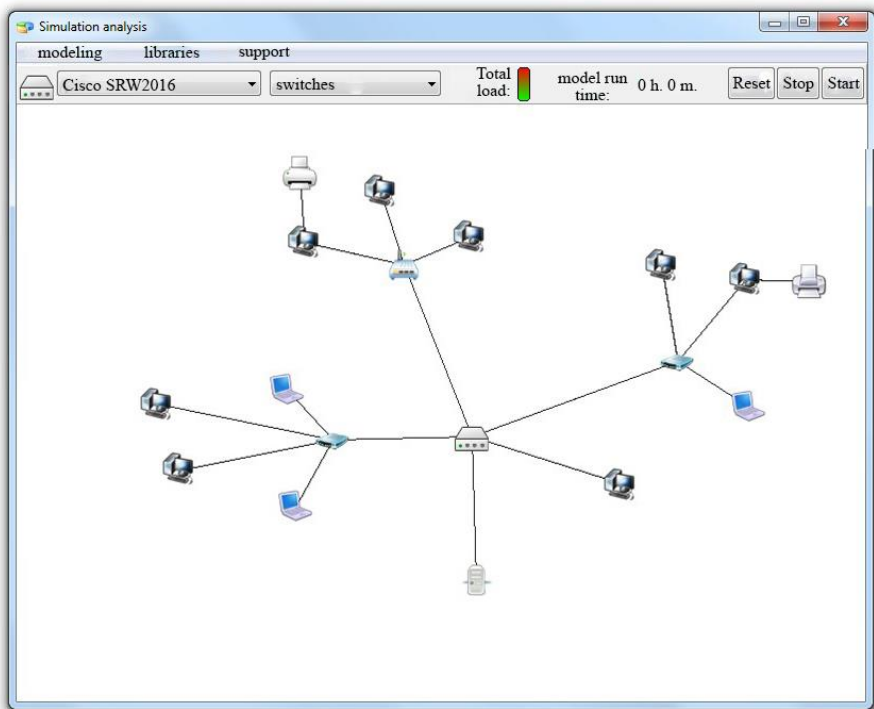 Simulation analysis
modeling libraries support
Cisco SRW2016 switches Total load: model run time: 0 h. 0 m. Reset Stop Start